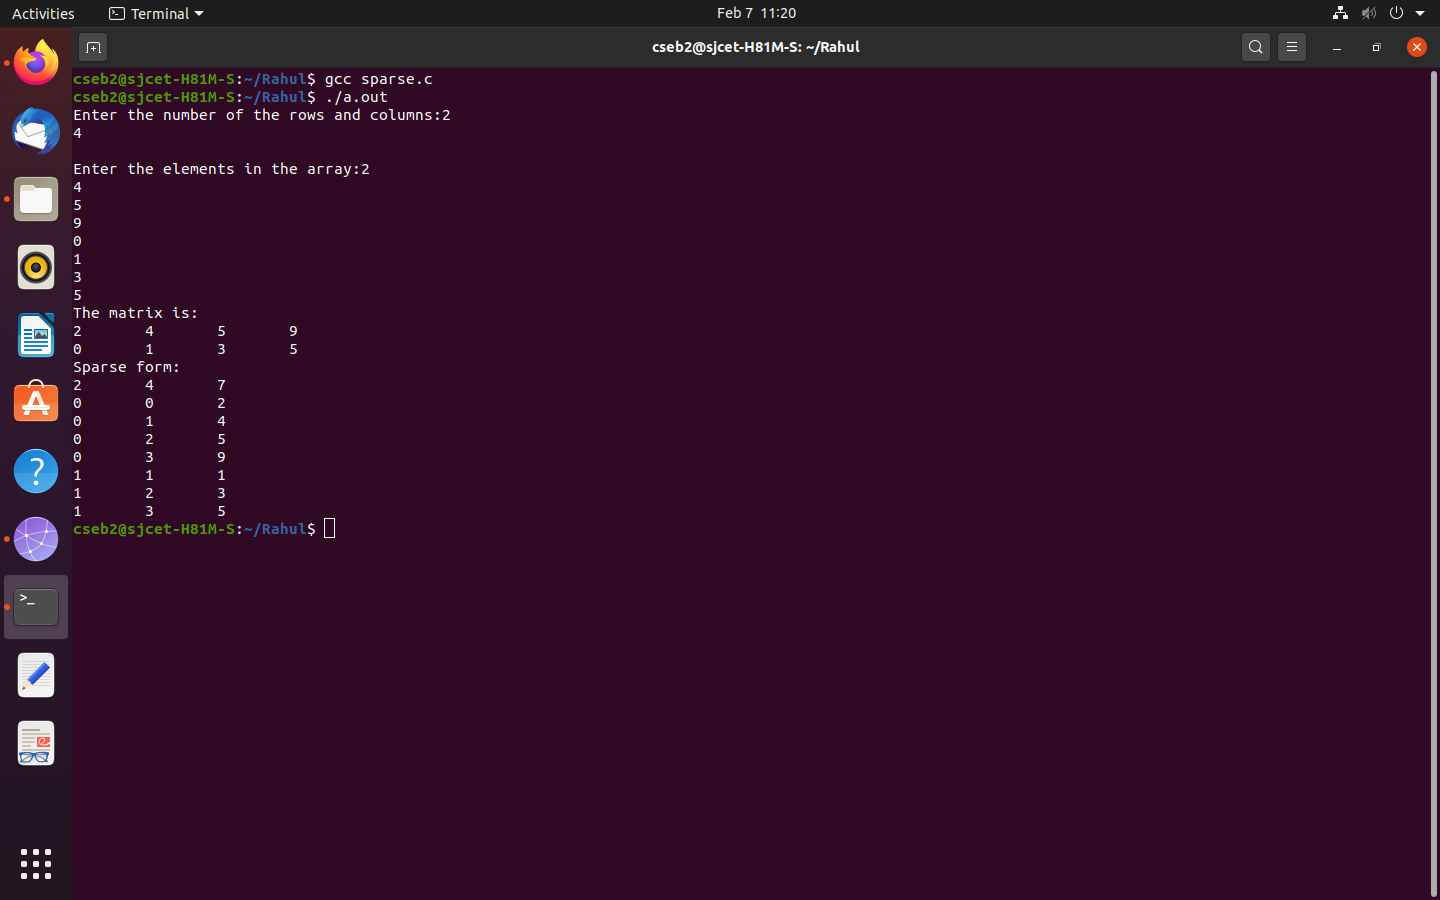 Activities Terminal Feb 7 11:20
cseb2@sjcet-H81M-S: ~/Rahul
cseb2@sjcet-H81M-S:~/Rahul$ gcc sparse.c
cseb2@sjcet-H81M-S:~/Rahul$ ./a.out
Enter the number of the rows and columns:2
4
Enter the elements in the array:2
4
5
9
0
1
3
5
The matrix is:
2 4 5 9
0 1 3 5
Sparse form:
2 4 7
0 0 2
0 1 4
0 2 5
0 3 9
1 1 1
1 2 3
1 3 5
cseb2@sjcet-H81M-S:~/Rahul$